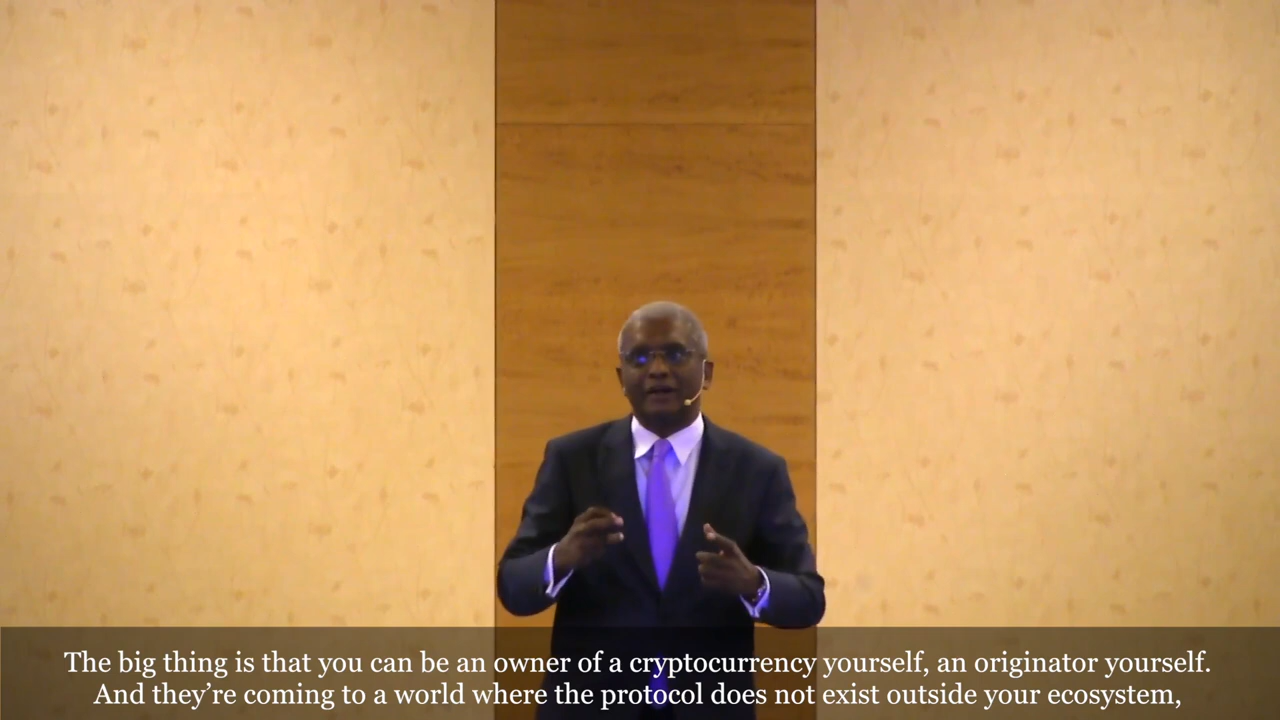 The big thing is that you can be an owner of a cryptocurrency yourself, an originator yourself.
And they’re coming to a world where the protocol does not exist outside your ecosystem,